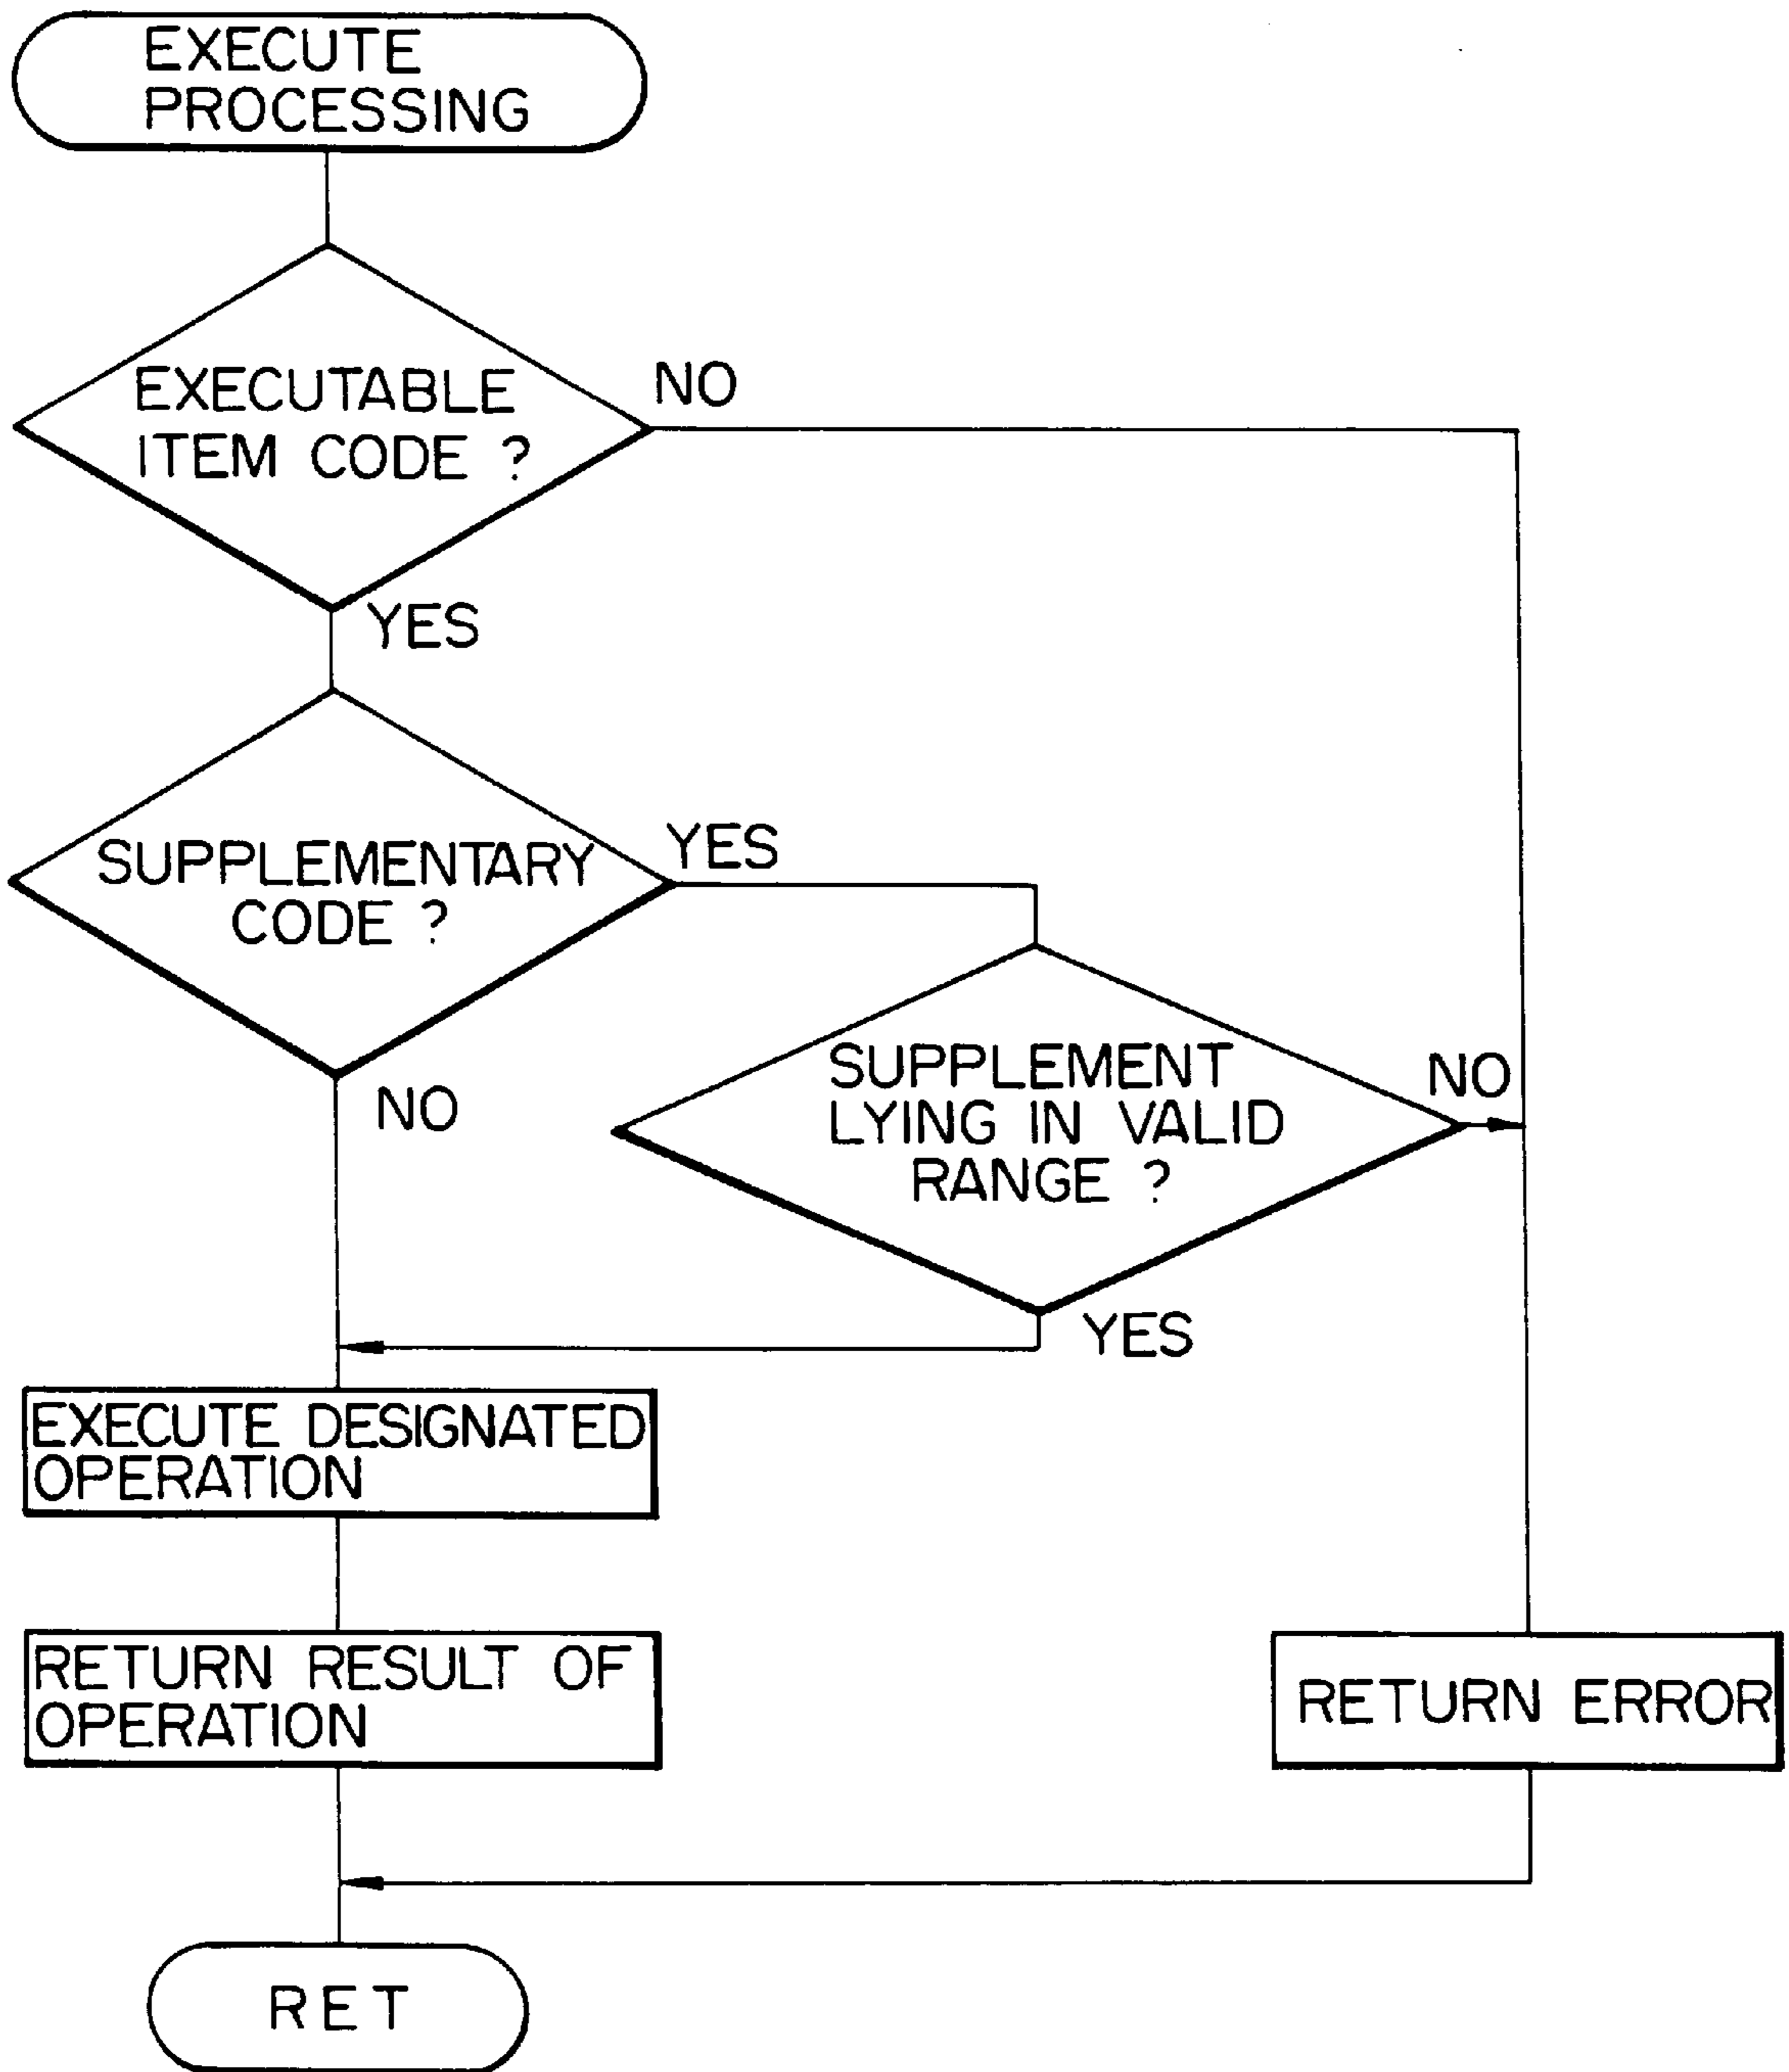 EXECUTE
PROCESSING
EXECUTABLE
ITEM CODE ?
NO
YES
SUPPLEMENTARY
CODE ?
YES
NO
SUPPLEMENT
LYING IN VALID
RANGE ?
NO
YES
EXECUTE DESIGNATED
OPERATION
RETURN RESULT OF
OPERATION
RETURN ERROR
RET